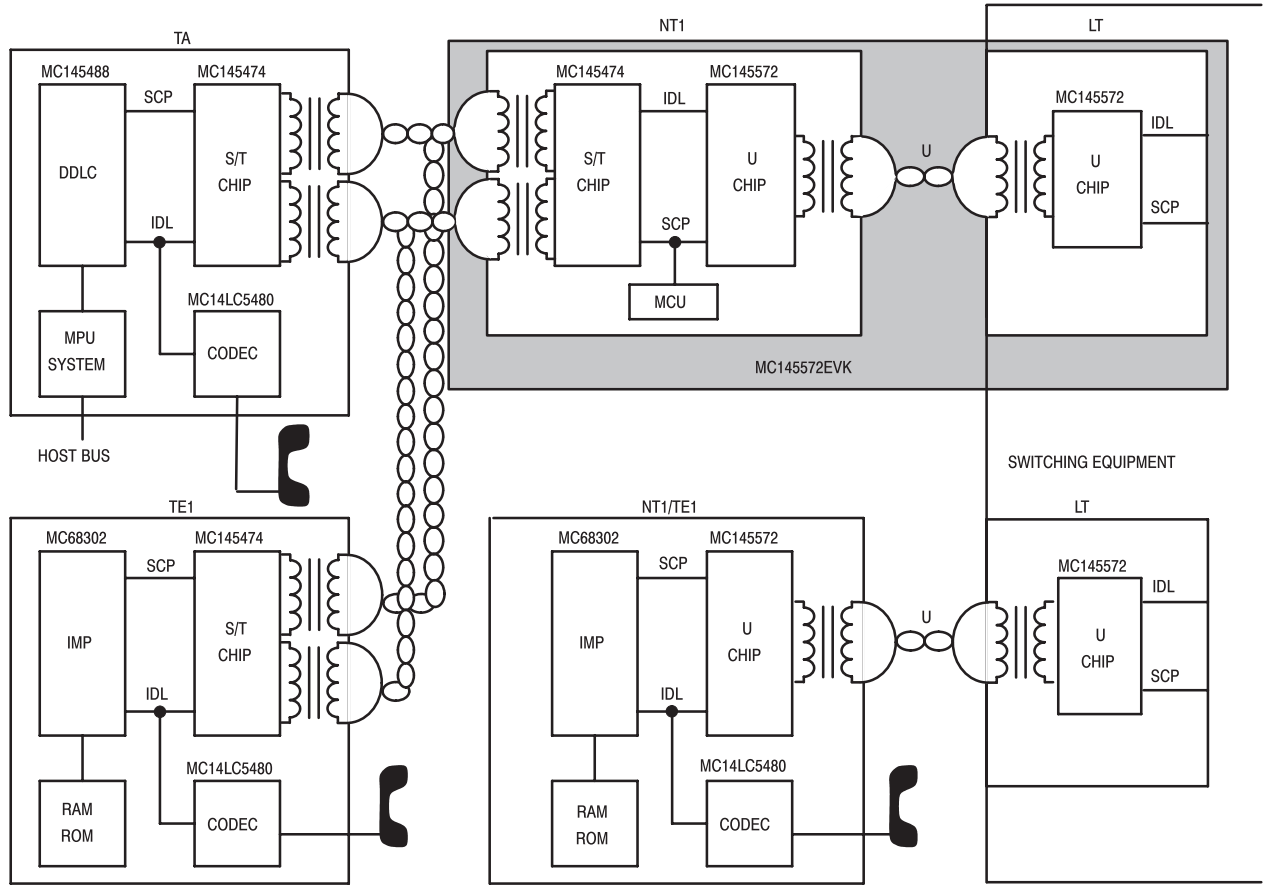 TA
MC145488
MC145474
SCP
DDLC
S/T
CHIP
IDL
MC14LC5480
MPU
SYSTEM
CODEC
HOST BUS
NT1
MC145474
MC145572
IDL
S/T
CHIP
U
CHIP
SCP
MCU
U
MC145572EVK
LT
MC145572
IDL
U
CHIP
SCP
SWITCHING EQUIPMENT
TE1
MC68302
MC145474
SCP
IMP
S/T
CHIP
IDL
MC14LC5480
RAM
ROM
CODEC
NT1/TE1
MC68302
MC145572
SCP
IMP
U
CHIP
IDL
MC14LC5480
RAM
ROM
CODEC
U
LT
MC145572
IDL
U
CHIP
SCP